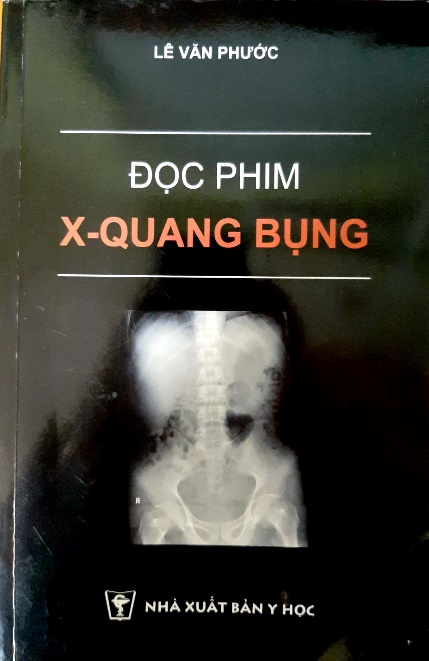 LÊ VĂN PHƯỚC
ĐỌC PHIM
X-QUANG BỤNG
R
NHÀ XUẤT BẢN Y HỌC